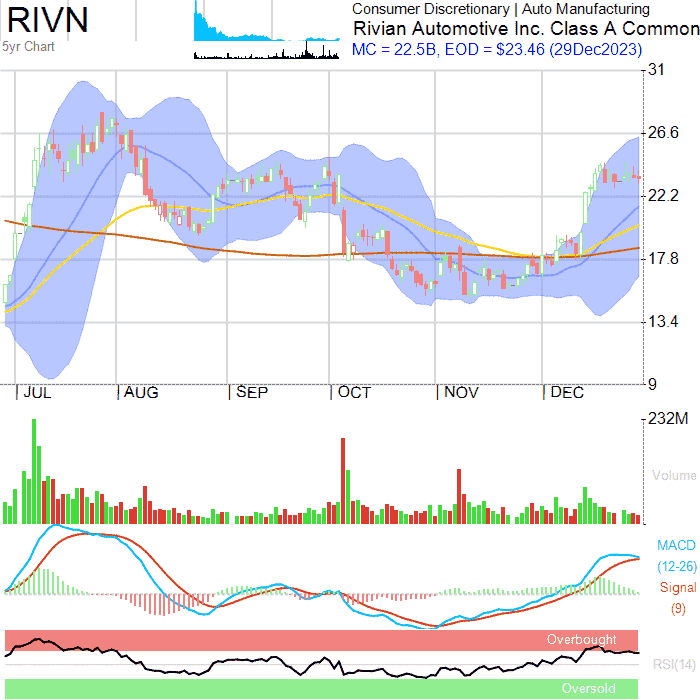 RIVN
5yr Chart
Consumer Discretionary | Auto Manufacturing
Rivian Automotive Inc. Class A Common
MC = 22.5B, EOD = $23.46 (29Dec2023)
31
26.6
22.2
17.8
13.4
9
JUL AUG SEP OCT NOV DEC
232M
Volume
MACD
(12-26)
Signal
(9)
Overbought
RSI(14)
Oversold